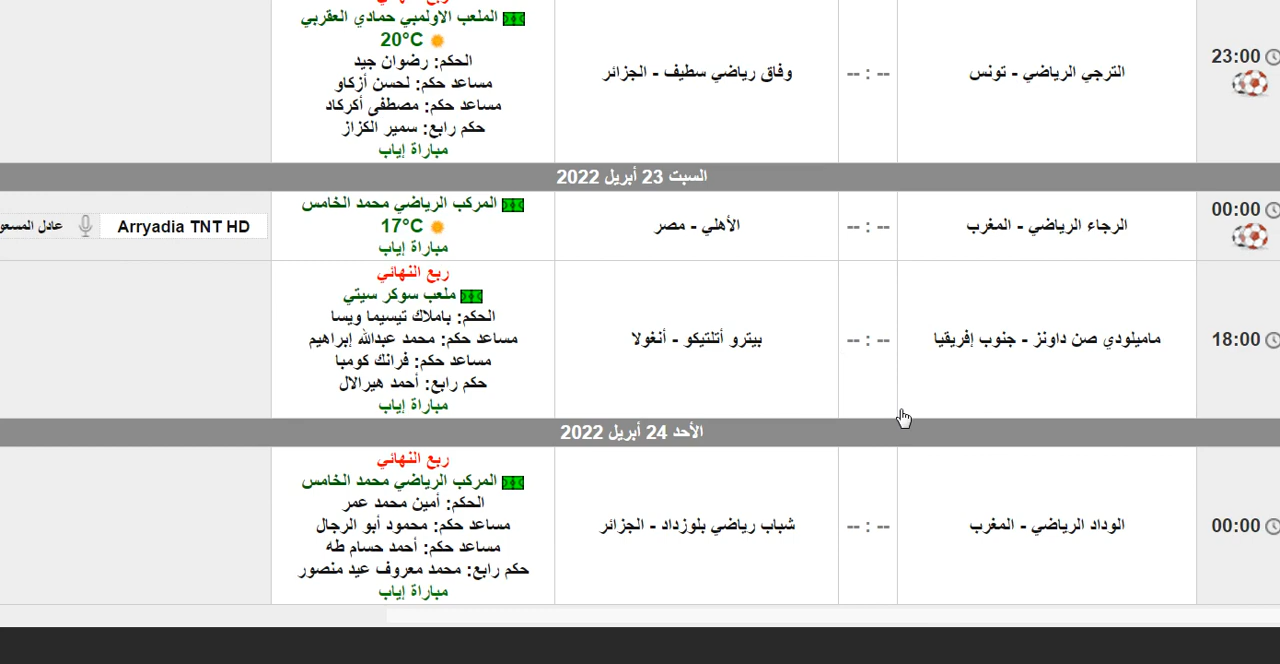 23:00
الترجي الرياضي - تونس
-- : --
وفاق رياضي سطيف - الجزائر
الملعب الاولمبي حمادي العقربي
20°C
الحكم: رضوان جيد
مساعد حكم: لحسن أزكاو
مساعد حكم: مصطفى أكركاد
حكم رابع: سمير الكزاز
مباراة إياب
السبت 23 أبريل 2022
00:00
الرجاء الرياضي - المغرب
-- : --
الأهلي - مصر
المركب الرياضي محمد الخامس
17°C
مباراة إياب
Arryadia TNT HD
عادل
18:00
ماميلودي صن داونز - جنوب إفريقيا
-- : --
بيترو أتلتيكو - أنغولا
ربع النهائي
ملعب سوكر سيتي
الحكم: باملاك تيسيما ويسا
مساعد حكم: محمد عبدالله إبراهيم
مساعد حكم: فرانك كومبا
حكم رابع: أحمد هيرالال
مباراة إياب
الأحد 24 أبريل 2022
00:00
الوداد الرياضي - المغرب
-- : --
شباب رياضي بلوزداد - الجزائر
ربع النهائي
المركب الرياضي محمد الخامس
الحكم: أمين محمد عمر
مساعد حكم: محمود أبو الرجال
مساعد حكم: أحمد حسام طه
حكم رابع: محمد معروف عيد منصور
مباراة إياب